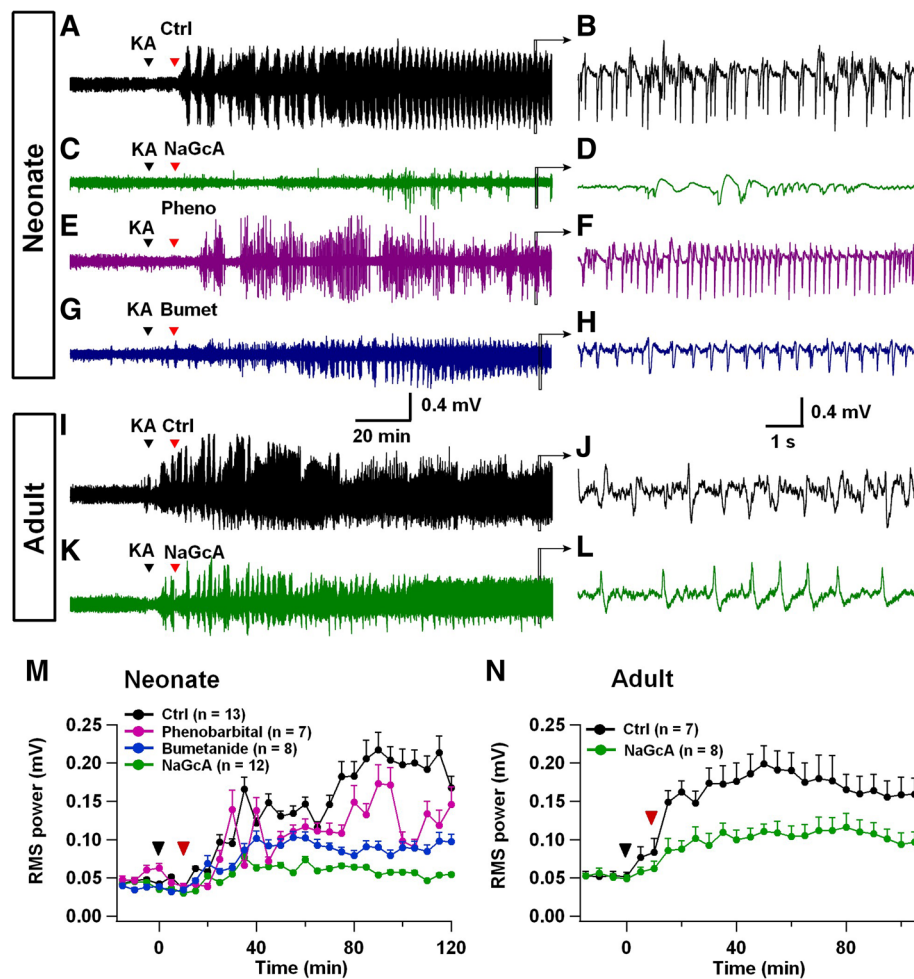 A
B
KA Ctrl
C
D
KA NaGcA
E
F
KA Pheno
G
H
KA Bumet
Neonate
0.4 mV
20 min
0.4 mV
1 s
I
J
KA Ctrl
K
L
KA NaGcA
Adult
M
Neonate
Ctrl (n = 13)
Phenobarbital (n = 7)
Bumetanide (n = 8)
NaGcA (n = 12)
RMS power (mV)
0.25
0.20
0.15
0.10
0.05
0.00
0 40 80 120
Time (min)
N
Adult
Ctrl (n = 7)
NaGcA (n = 8)
RMS power (mV)
0.25
0.20
0.15
0.10
0.05
0.00
0 40 80
Time (min)